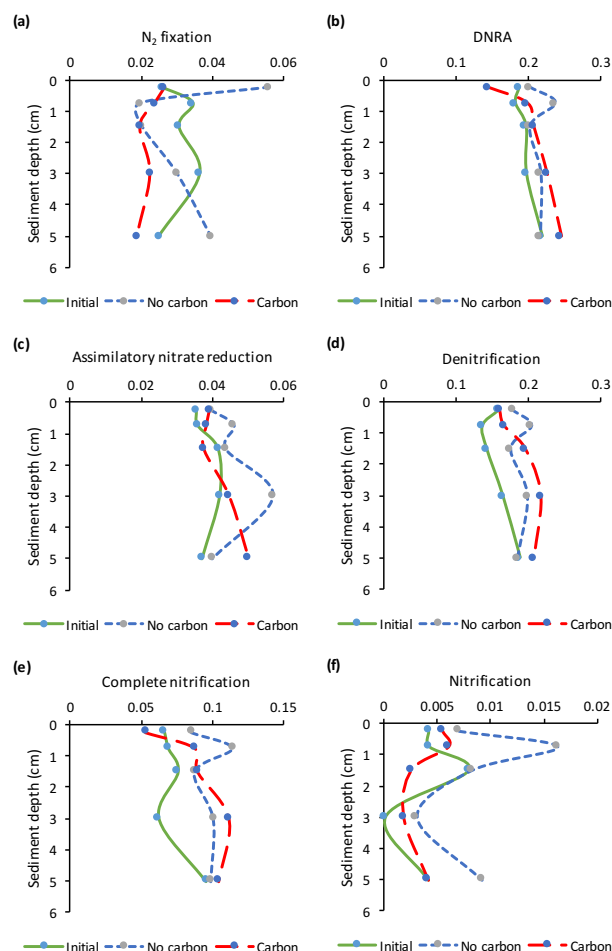 (a)
N₂ fixation
0 0.02 0.04 0.06
0
1
2
3
4
5
6
Sediment depth (cm)
Initial No carbon Carbon
(b)
DNRA
0 0.1 0.2 0.3
0
1
2
3
4
5
6
Sediment depth (cm)
Initial No carbon Carbon
(c)
Assimilatory nitrate reduction
0 0.02 0.04 0.06
0
1
2
3
4
5
6
Sediment depth (cm)
Initial No carbon Carbon
(d)
Denitrification
0 0.1 0.2 0.3
0
1
2
3
4
5
6
Sediment depth (cm)
Initial No carbon Carbon
(e)
Complete nitrification
0 0.05 0.1 0.15
0
1
2
3
4
5
6
Sediment depth (cm)
Initial No carbon Carbon
(f)
Nitrification
0 0.005 0.01 0.015 0.02
0
1
2
3
4
5
6
Sediment depth (cm)
Initial No carbon Carbon